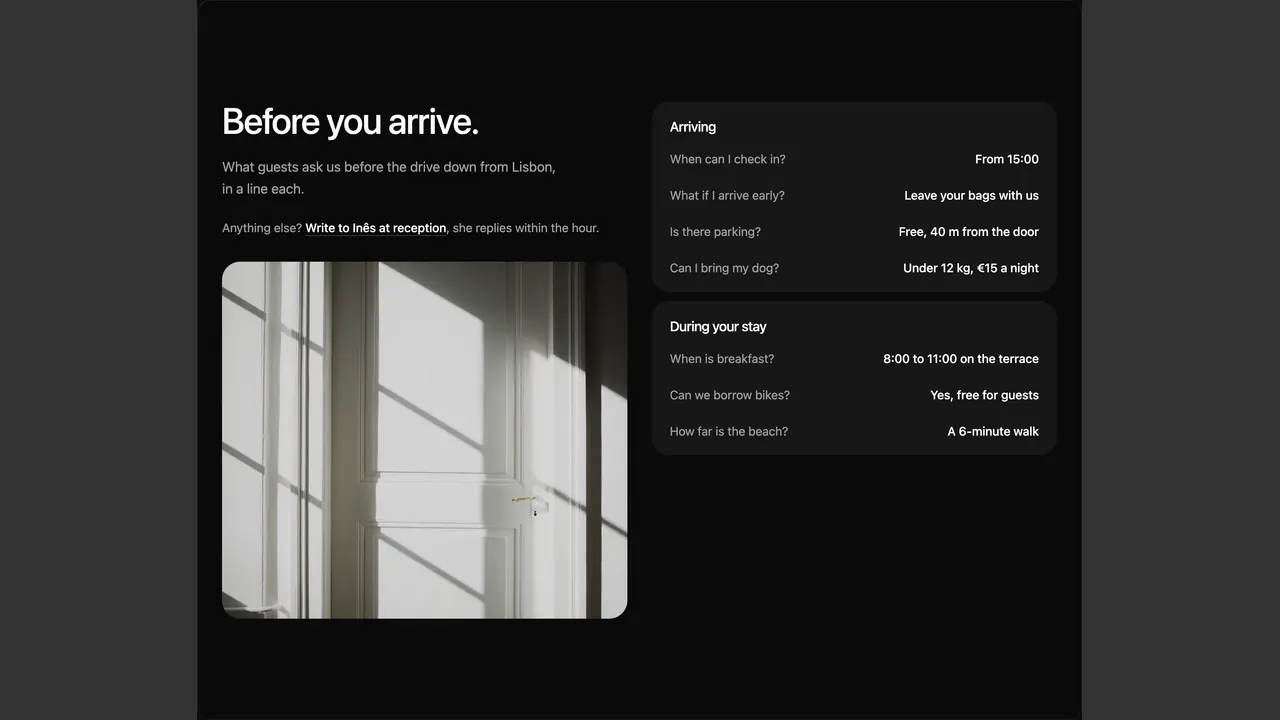 Before you arrive.
What guests ask us before the drive down from Lisbon,
in a line each.
Anything else? Write to Inês at reception, she replies within the hour.
Arriving
When can I check in? From 15:00
What if I arrive early? Leave your bags with us
Is there parking? Free, 40 m from the door
Can I bring my dog? Under 12 kg, €15 a night
During your stay
When is breakfast? 8:00 to 11:00 on the terrace
Can we borrow bikes? Yes, free for guests
How far is the beach? A 6-minute walk